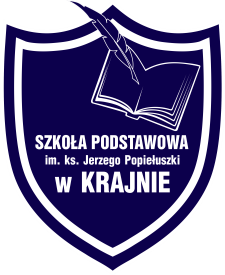 SZKOŁA PODSTAWOWA
im. ks. Jerzego Popiełuszki
w KRAJNIE